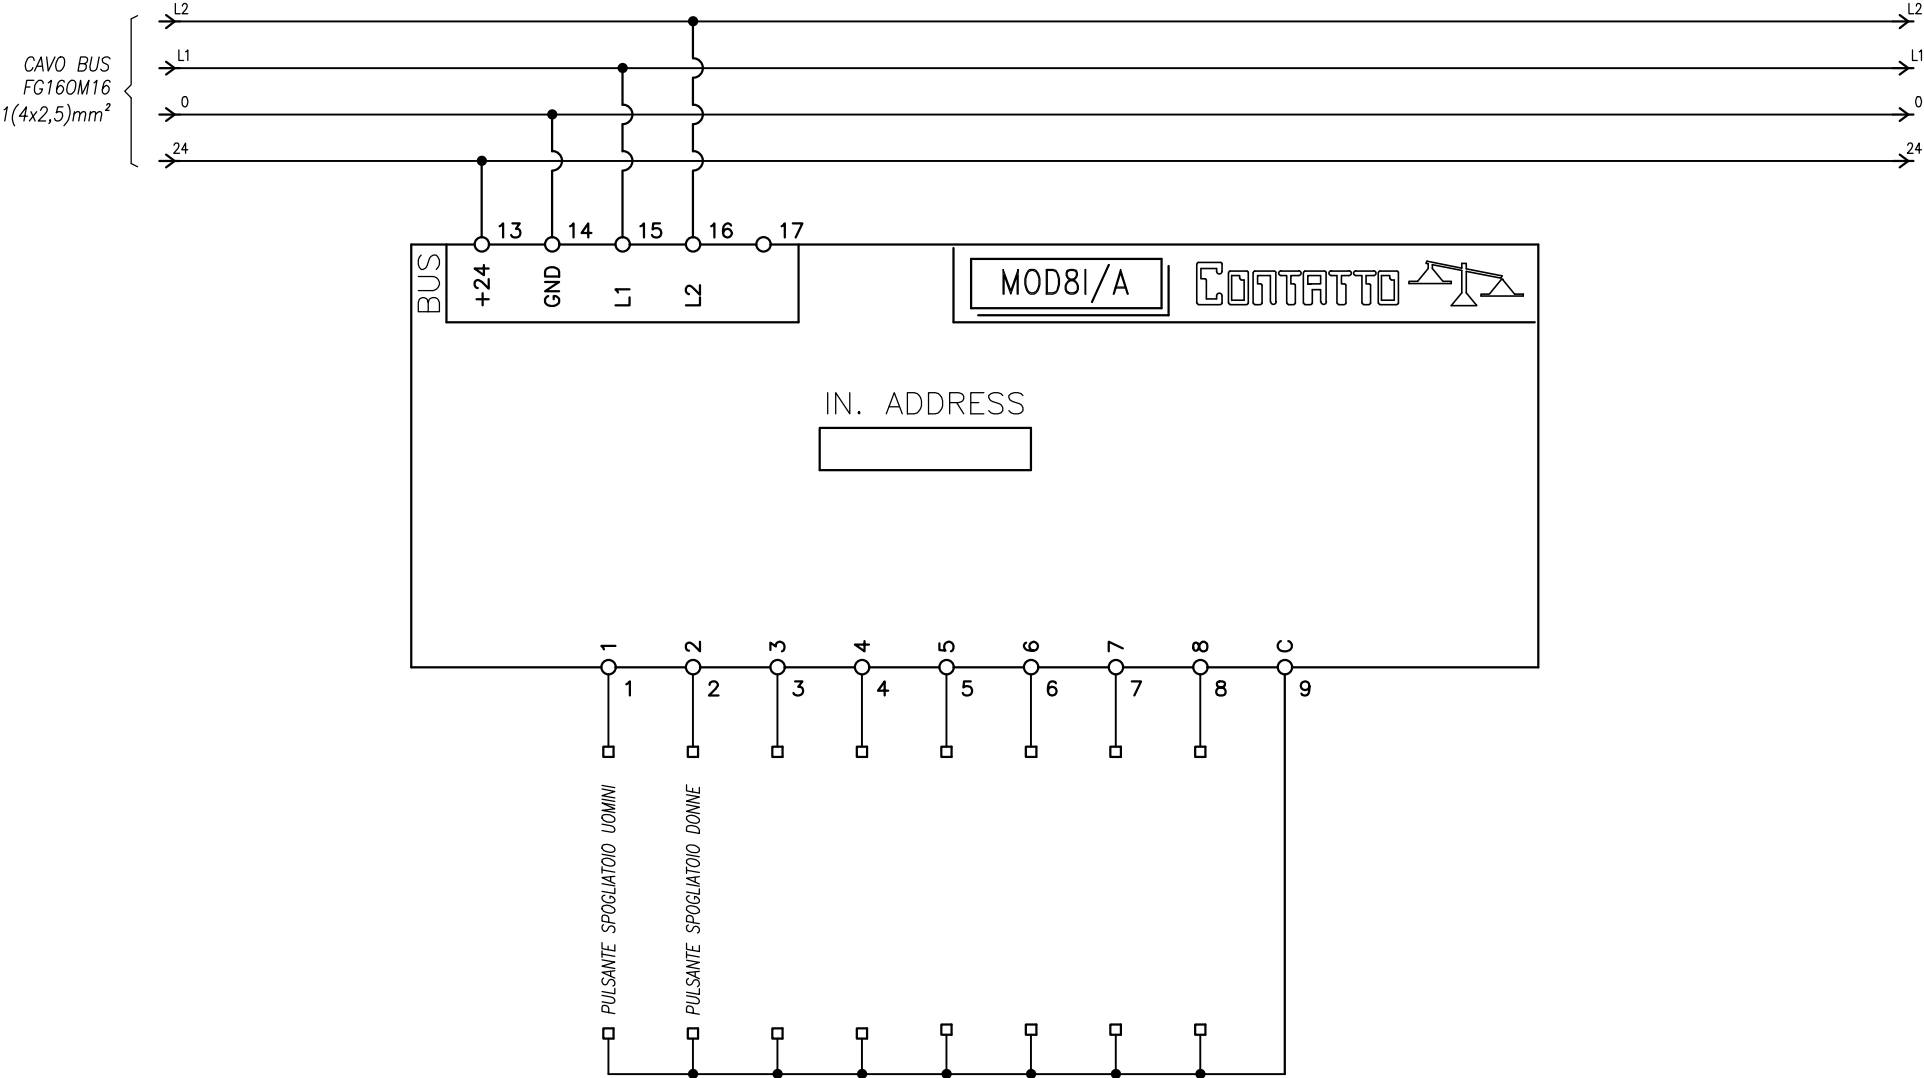 L2
L2
CAVO BUS
FG16OM16
1(4x2,5)mm²
L1
L1
0
0
24
24
13 14 15 16 17
BUS
+24
GND
L1
L2
MOD8I/A
CONTATTO
IN. ADDRESS
1 2 3 4 5 6 7 8 C
1 2 3 4 5 6 7 8 9
PULSANTE SPOGLIATOIO UOMINI
PULSANTE SPOGLIATOIO DONNE